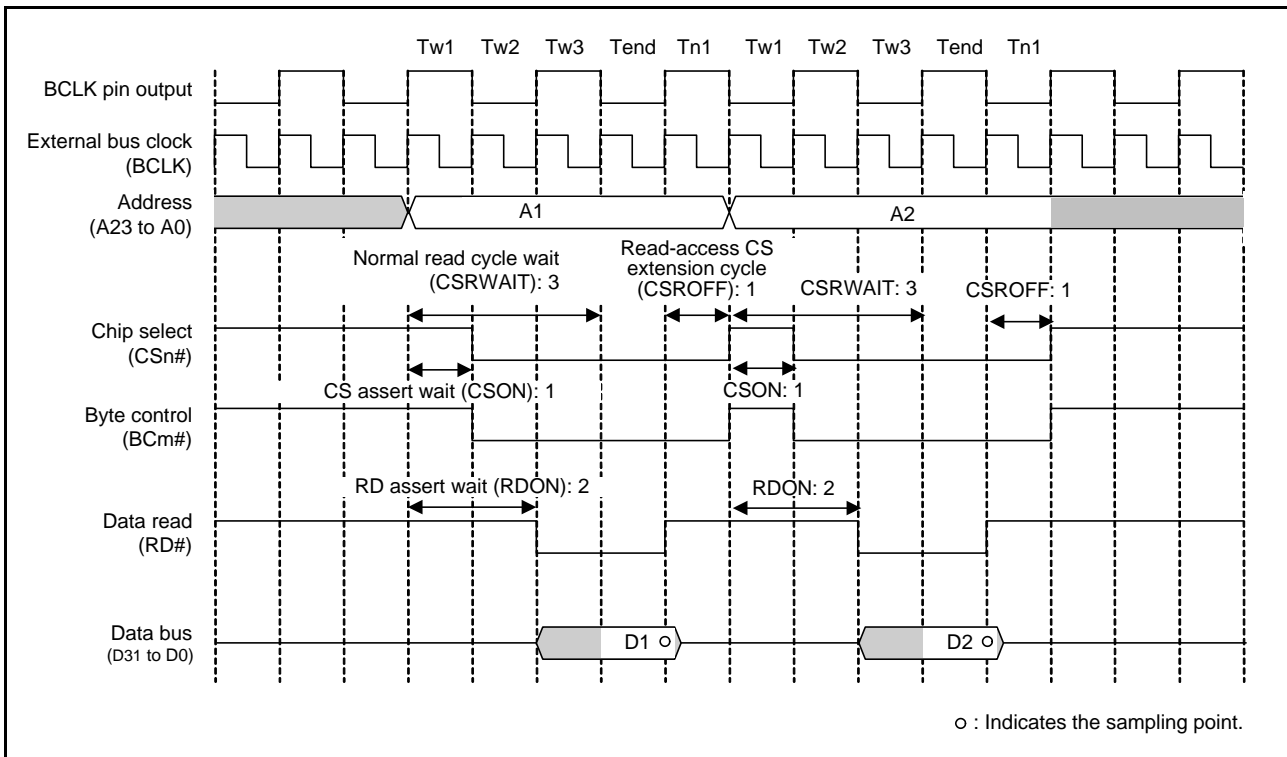 Tw1 Tw2 Tw3 Tend Tn1 Tw1 Tw2 Tw3 Tend Tn1
BCLK pin output
External bus clock
(BCLK)
Address
(A23 to A0)
A1
A2
Normal read cycle wait
(CSRWAIT): 3
Read-access CS
extension cycle
(CSROFF): 1
CSRWAIT: 3
CSROFF: 1
Chip select
(CSn#)
CS assert wait (CSON): 1
CSON: 1
Byte control
(BCm#)
RD assert wait (RDON): 2
RDON: 2
Data read
(RD#)
Data bus
(D31 to D0)
D1
D2
: Indicates the sampling point.